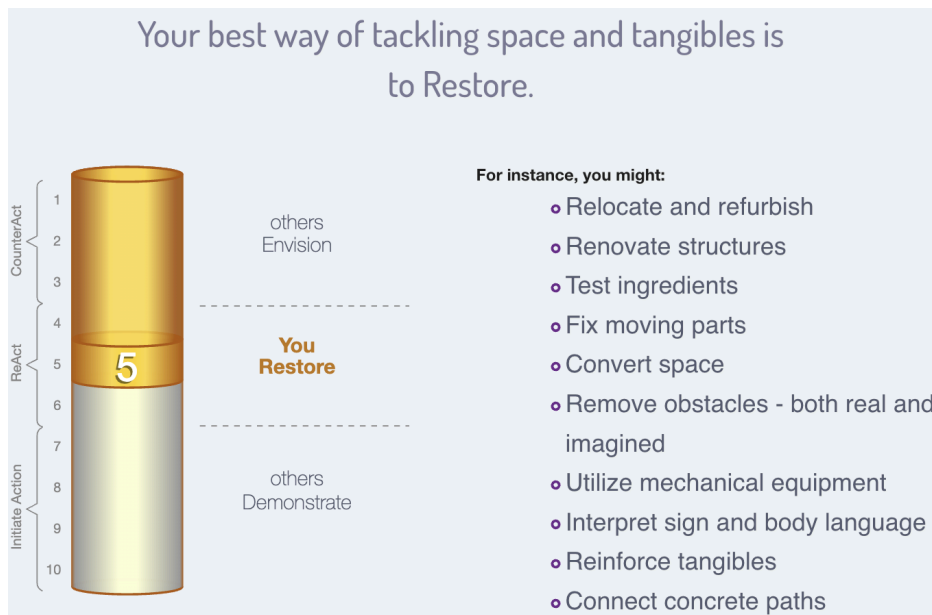 Your best way of tackling space and tangibles is
to Restore.
CounterAct
1
2
3
ReAct
4
5
6
Initiate Action
7
8
9
10
5
others
Envision
You
Restore
others
Demonstrate
For instance, you might:
Relocate and refurbish
Renovate structures
Test ingredients
Fix moving parts
Convert space
Remove obstacles - both real and
imagined
Utilize mechanical equipment
Interpret sign and body language
Reinforce tangibles
Connect concrete paths